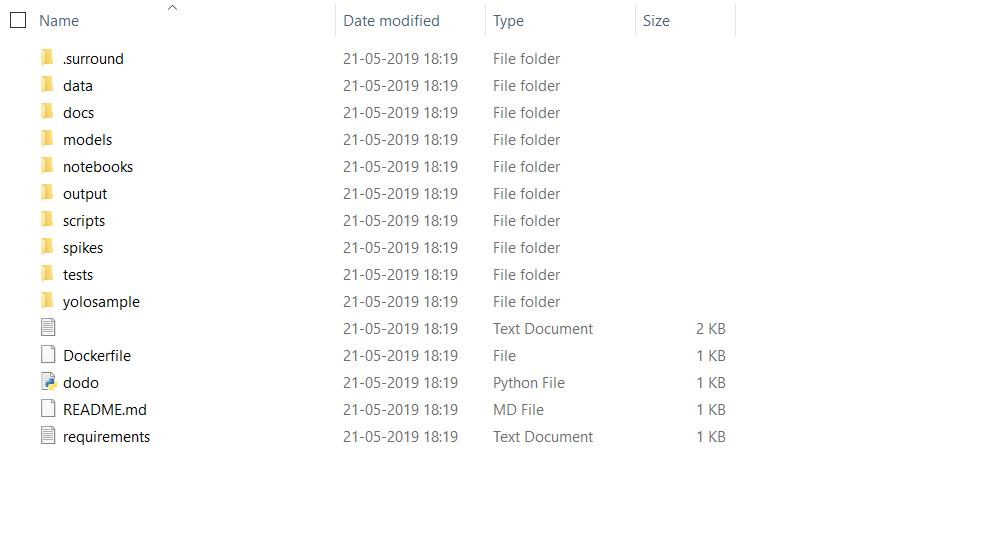 Name Date modified Type Size
.surround 21-05-2019 18:19 File folder
data 21-05-2019 18:19 File folder
docs 21-05-2019 18:19 File folder
models 21-05-2019 18:19 File folder
notebooks 21-05-2019 18:19 File folder
output 21-05-2019 18:19 File folder
scripts 21-05-2019 18:19 File folder
spikes 21-05-2019 18:19 File folder
tests 21-05-2019 18:19 File folder
yolosample 21-05-2019 18:19 File folder
21-05-2019 18:19 Text Document 2 KB
Dockerfile 21-05-2019 18:19 File 1 KB
dodo 21-05-2019 18:19 Python File 1 KB
README.md 21-05-2019 18:19 MD File 1 KB
requirements 21-05-2019 18:19 Text Document 1 KB